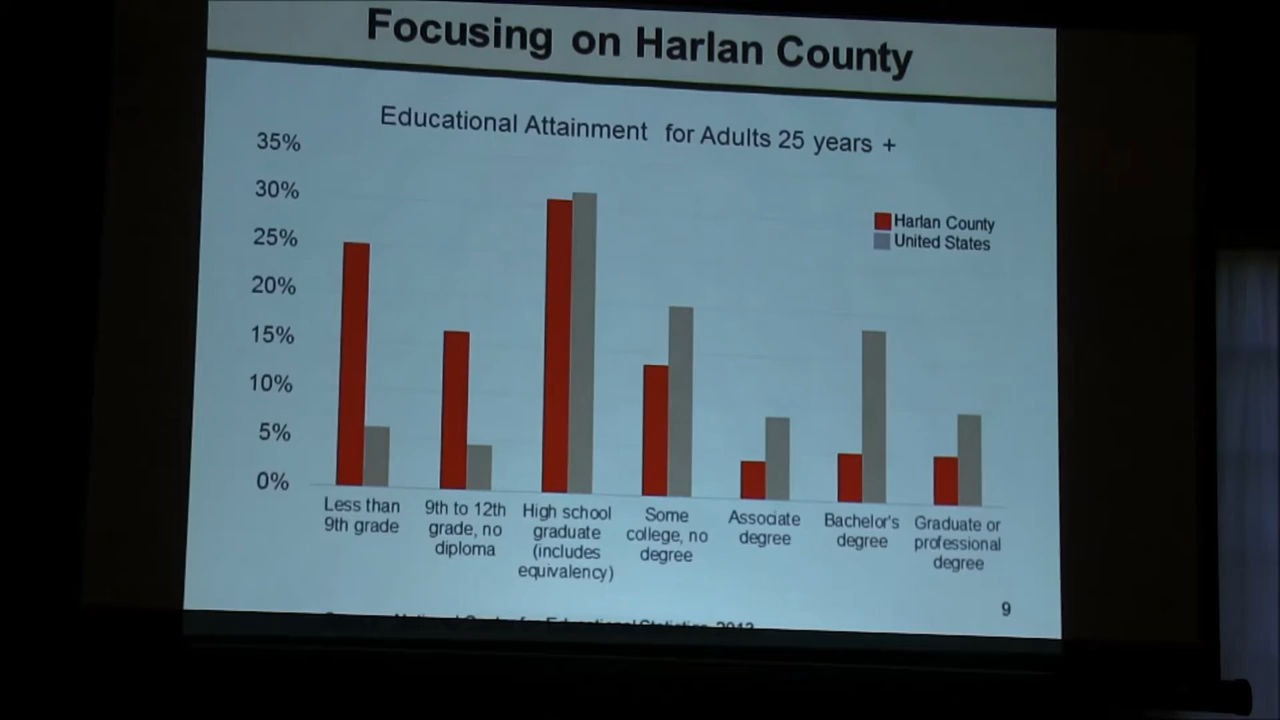 Focusing on Harlan County
Educational Attainment for Adults 25 years +
35%
30%
25%
20%
15%
10%
5%
0%
Harlan County
United States
Less than
9th grade
9th to 12th
grade, no
diploma
High school
graduate
(includes
equivalency)
Some
college, no
degree
Associate
degree
Bachelor's
degree
Graduate or
professional
degree
9